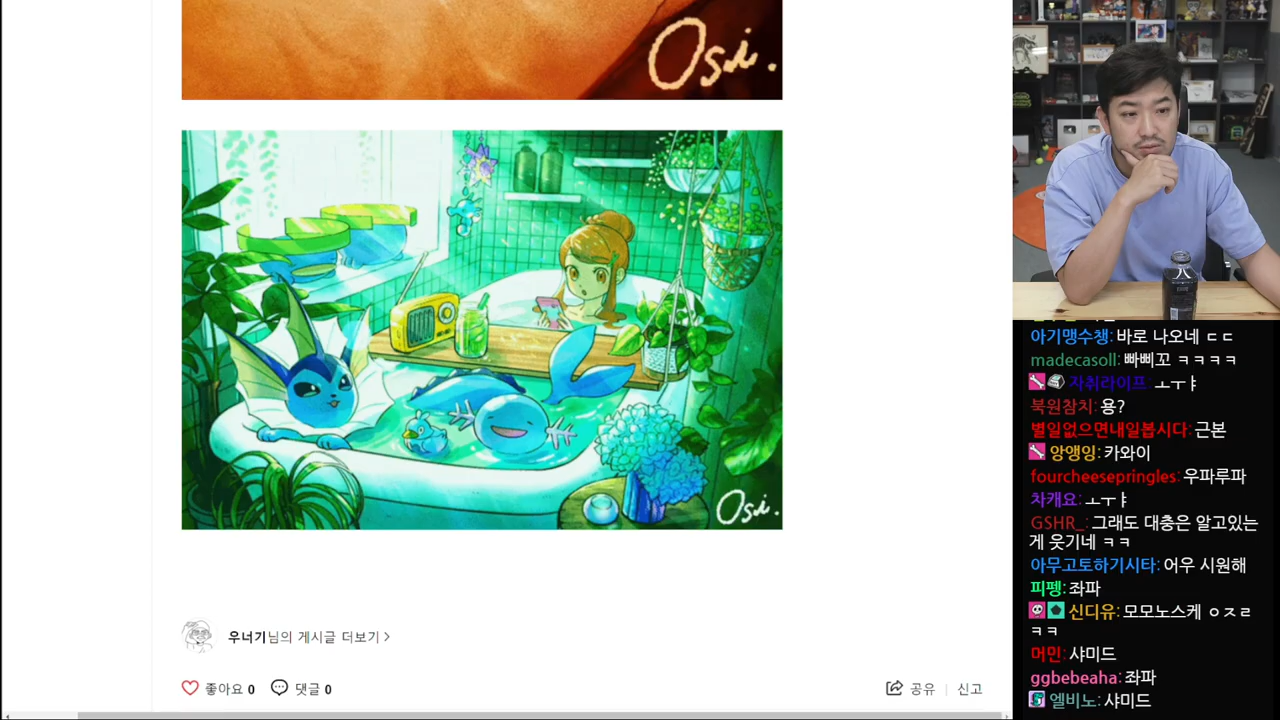 Osi.
Osi.
우너기님의 게시글 더보기 >
좋아요 0 댓글 0
공유 신고
아기맹수챙: 바로 나오네 ㄷㄷ
madecasoll: 빠삐꼬 ㅋㅋㅋㅋ
자취라이프: ㅗㅜㅑ
북원참치: 용?
별일없으면내일봅시다: 근본
앙앵잉: 카와이
fourcheesepringles: 우파루파
차캐요: ㅗㅜㅑ
GSHR_: 그래도 대충은 알고있는
게 웃기네 ㅋㅋ
아무고토하기시타: 어우 시원해
피펭: 좌파
신디유: 모모노스케 ㅇㅈㄹ
ㅋㅋ
머민: 샤미드
ggbebeaha: 좌파
엘비노: 샤미드